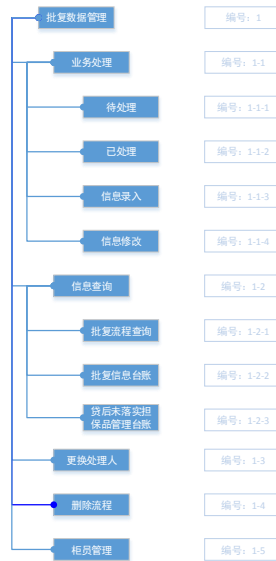 批复数据管理 编号：1
业务处理 编号：1-1
待处理 编号：1-1-1
已处理 编号：1-1-2
信息录入 编号：1-1-3
信息修改 编号：1-1-4
信息查询 编号：1-2
批复流程查询 编号：1-2-1
批复信息台账 编号：1-2-2
贷后未落实担
保品管理台账 编号：1-2-3
更换处理人 编号：1-3
删除流程 编号：1-4
柜员管理 编号：1-5